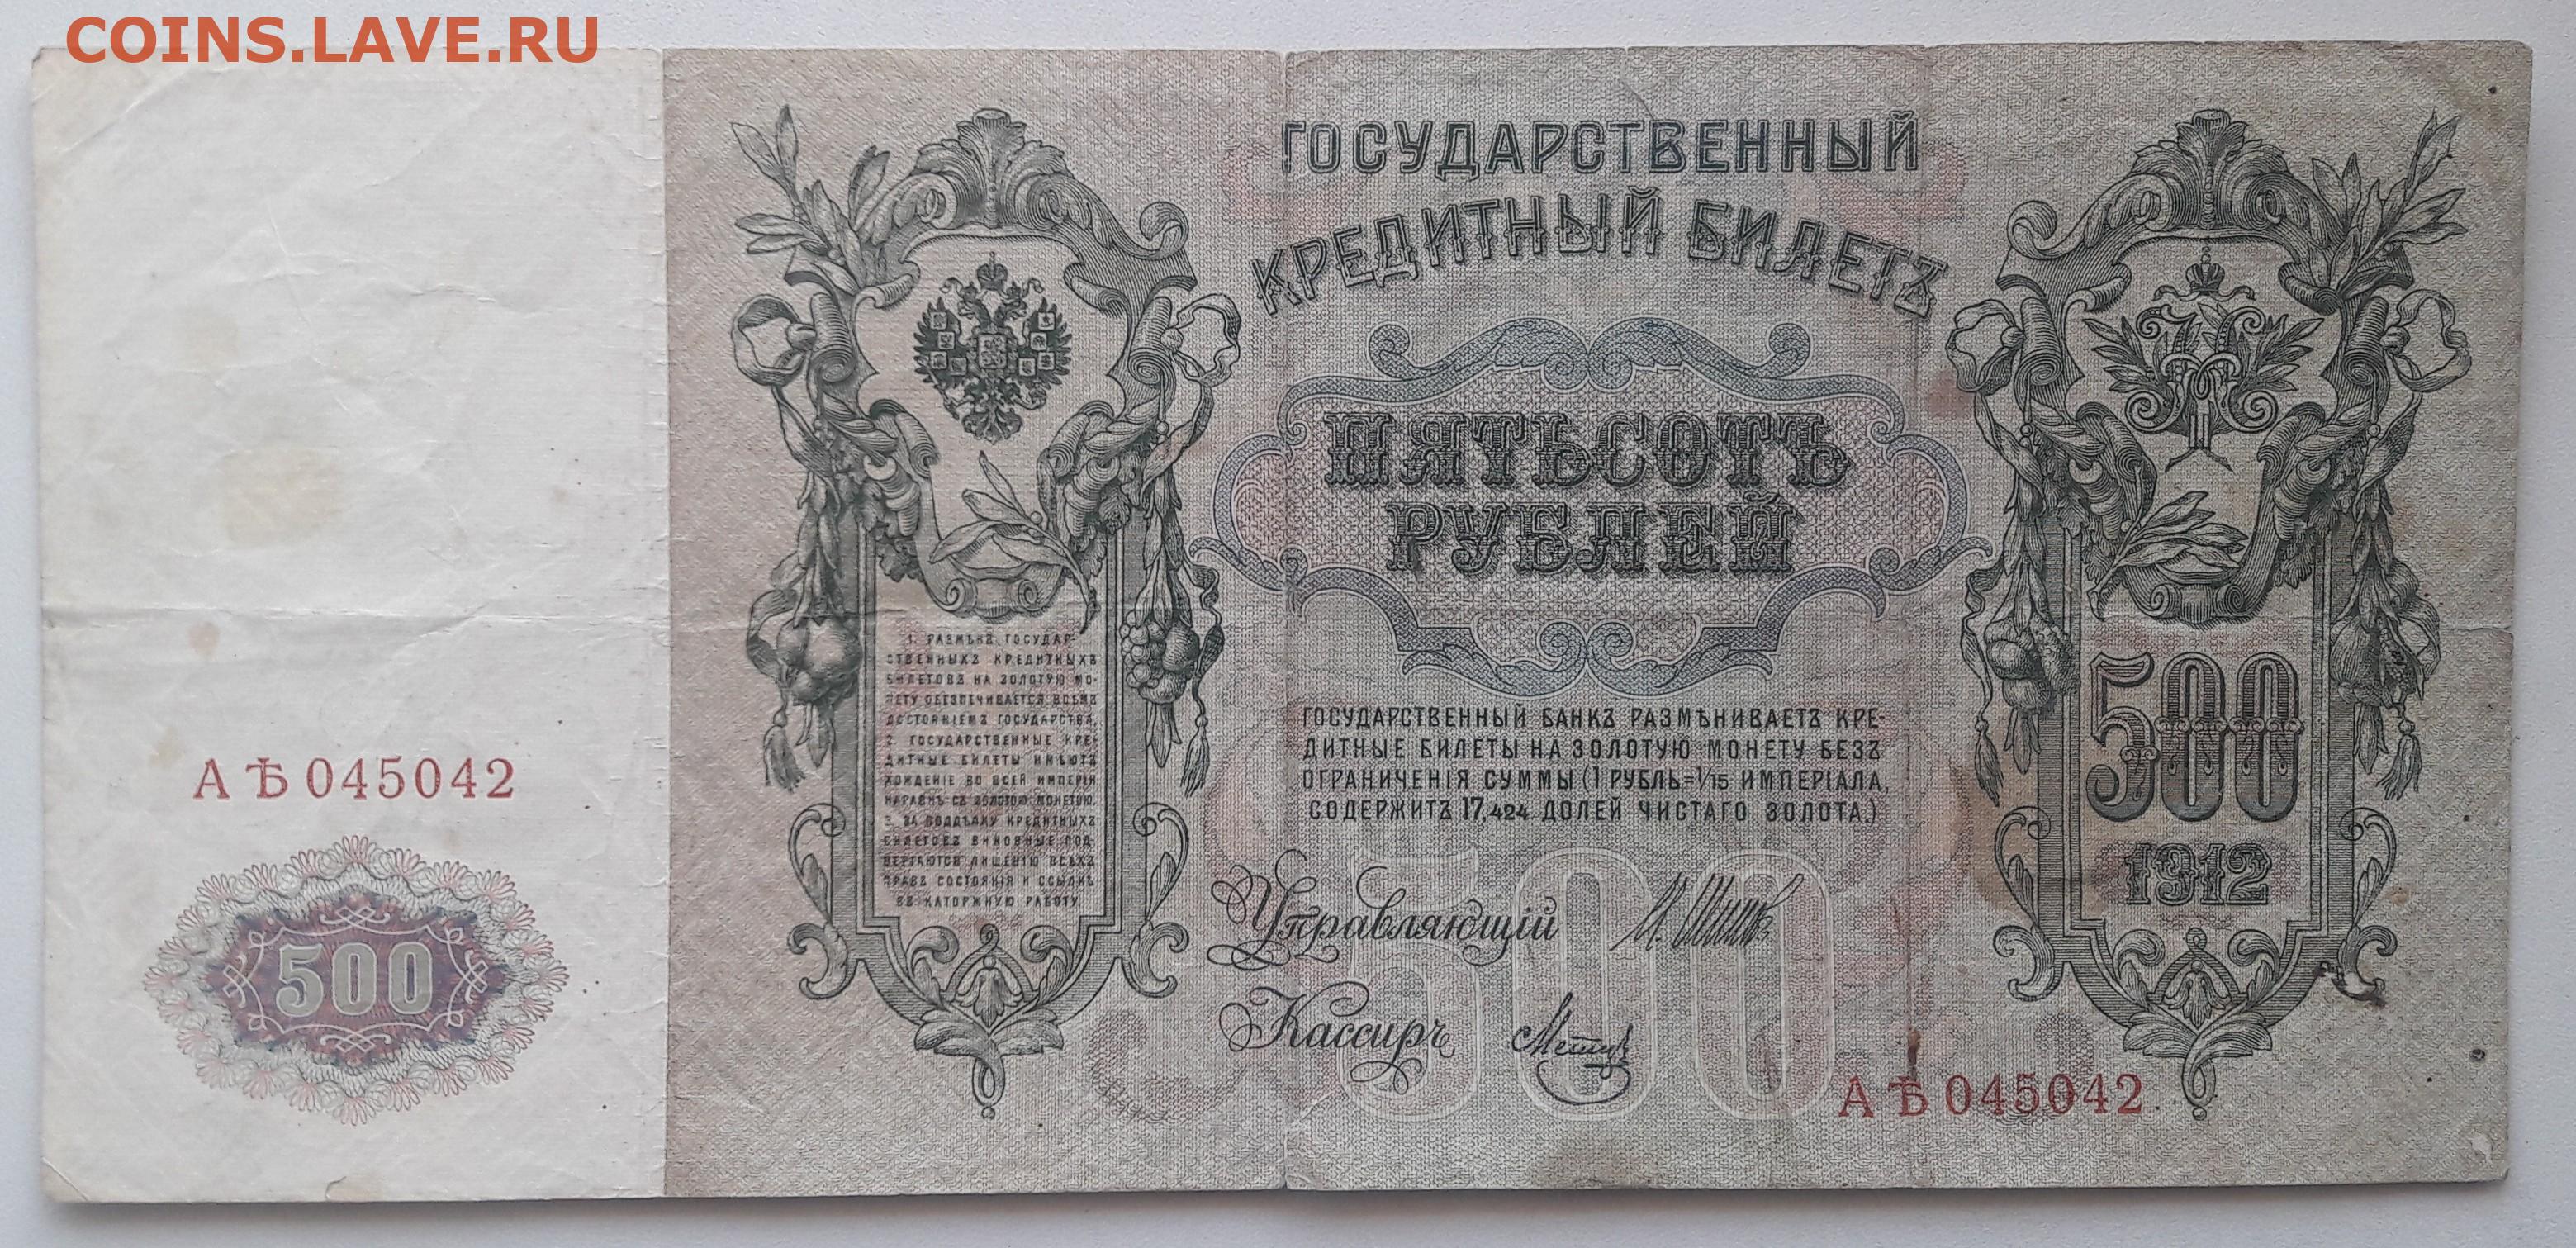 COINS.LAVE.RU
ГОСУДАРСТВЕННЫЙ
КРЕДИТНЫЙ БИЛЕТЪ
ПЯТЬСОТЪ
РУБЛЕЙ
1. РАЗМѢНЪ ГОСУДАР-
СТВЕННЫХЪ КРЕДИТНЫХЪ
БИЛЕТОВЪ НА ЗОЛОТУЮ МО-
НЕТУ ОБЕЗПЕЧИВАЕТСЯ ВСѢМЪ
ДОСТОЯНІЕМЪ ГОСУДАРСТВА.
2. ГОСУДАРСТВЕННЫЕ КРЕ-
ДИТНЫЕ БИЛЕТЫ ИМѢЮТЪ
ХОЖДЕНІЕ ВО ВСЕЙ ИМПЕРІИ
НАРАВНѢ СЪ ЗОЛОТОЮ МОНЕТОЮ.
3. ЗА ПОДДѢЛКУ КРЕДИТНЫХЪ
БИЛЕТОВЪ ВИНОВНЫЕ ПОД-
ВЕРГАЮТСЯ ЛИШЕНІЮ ВСѢХЪ
ПРАВЪ СОСТОЯНІЯ И ССЫЛКѢ
ВЪ КАТОРЖНУЮ РАБОТУ.
ГОСУДАРСТВЕННЫЙ БАНКЪ РАЗМѢНИВАЕТЪ КРЕ-
ДИТНЫЕ БИЛЕТЫ НА ЗОЛОТУЮ МОНЕТУ БЕЗЪ
ОГРАНИЧЕНІЯ СУММЫ (1 РУБЛЬ=1/15 ИМПЕРІАЛА,
СОДЕРЖИТЪ 17,424 ДОЛЕЙ ЧИСТАГО ЗОЛОТА.)
500
1912
АѢ 045042
500
500
Управляющій И. Шиповъ
Кассиръ
АѢ 045042